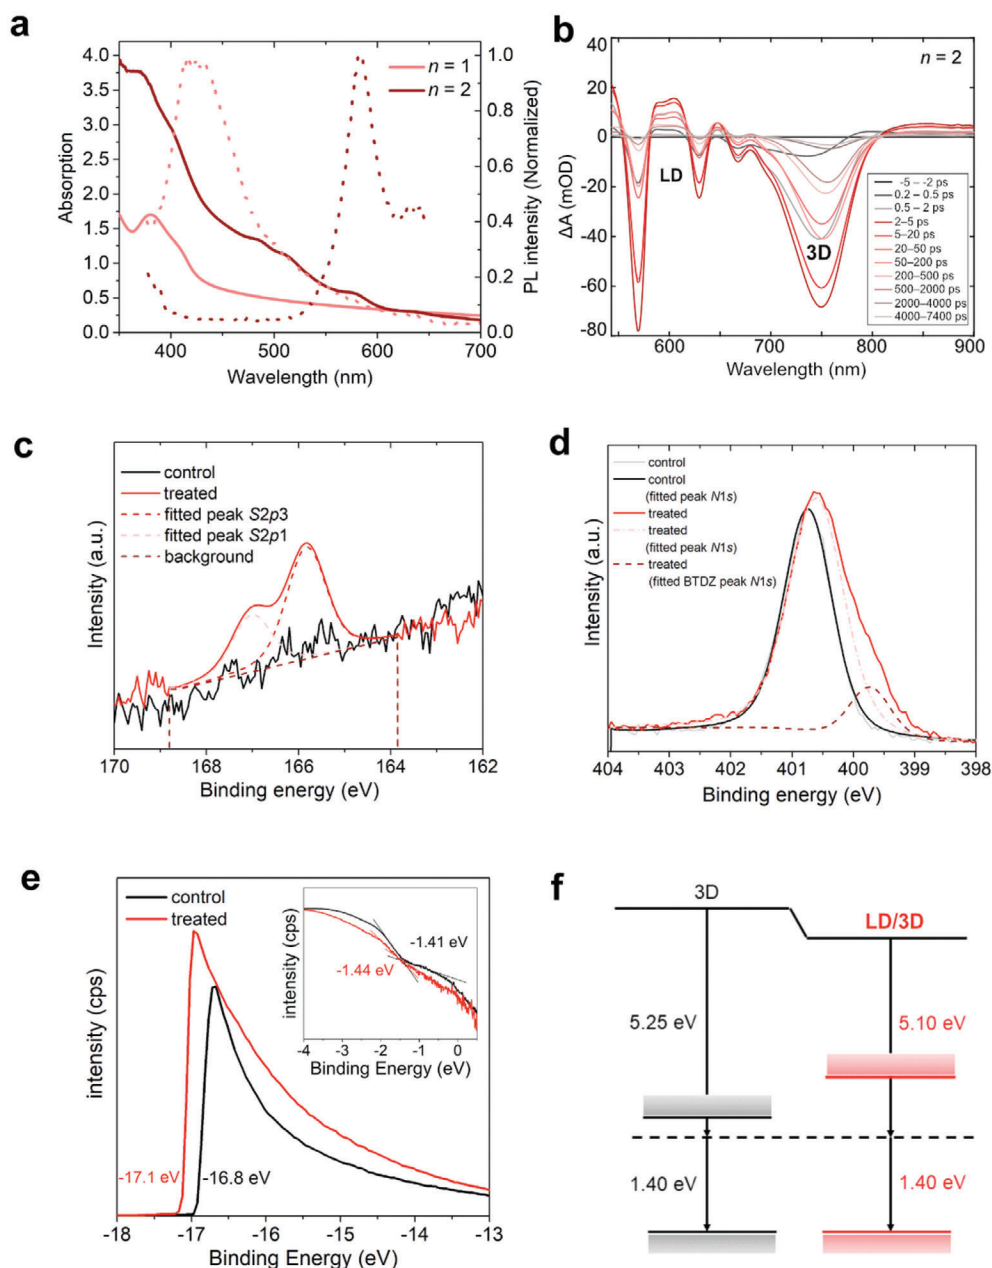 a
Absorption
4.0
3.5
3.0
2.5
2.0
1.5
1.0
0.5
0.0
n = 1
n = 2
1.0
0.8
0.6
0.4
0.2
0.0
PL intensity (Normalized)
400
500
600
700
Wavelength (nm)
b
ΔA (mOD)
40
20
0
-20
-40
-60
-80
n = 2
LD
3D
-5 – -2 ps
0.2 – 0.5 ps
0.5 – 2 ps
2–5 ps
5–20 ps
20–50 ps
50–200 ps
200–500 ps
500–2000 ps
2000–4000 ps
4000–7400 ps
600
700
800
900
Wavelength (nm)
c
Intensity (a.u.)
control
treated
fitted peak S2p3
fitted peak S2p1
background
170
168
166
164
162
Binding energy (eV)
d
Intensity (a.u.)
control
control
(fitted peak N1s)
treated
treated
(fitted peak N1s)
treated
(fitted BTDZ peak N1s)
404
403
402
401
400
399
398
Binding energy (eV)
e
intensity (cps)
control
treated
-17.1 eV
-16.8 eV
intensity (cps)
-1.41 eV
-1.44 eV
-4
-3
-2
-1
0
Binding Energy (eV)
-18
-17
-16
-15
-14
-13
Binding Energy (eV)
f
3D
LD/3D
5.25 eV
5.10 eV
1.40 eV
1.40 eV